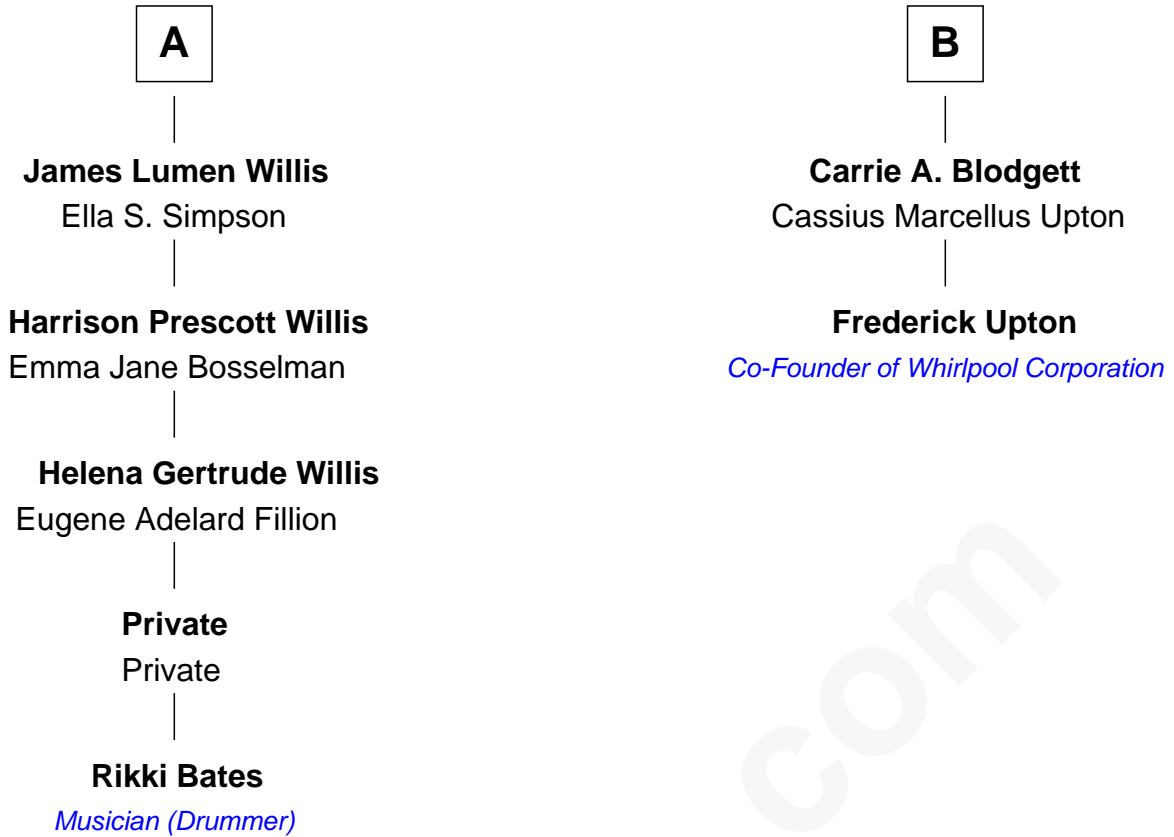 A
James Lumen Willis
Ella S. Simpson
Harrison Prescott Willis
Emma Jane Bosselman
Helena Gertrude Willis
Eugene Adelard Fillion
Private
Private
Rikki Bates
Musician (Drummer)
B
Carrie A. Blodgett
Cassius Marcellus Upton
Frederick Upton
Co-Founder of Whirlpool Corporation
com